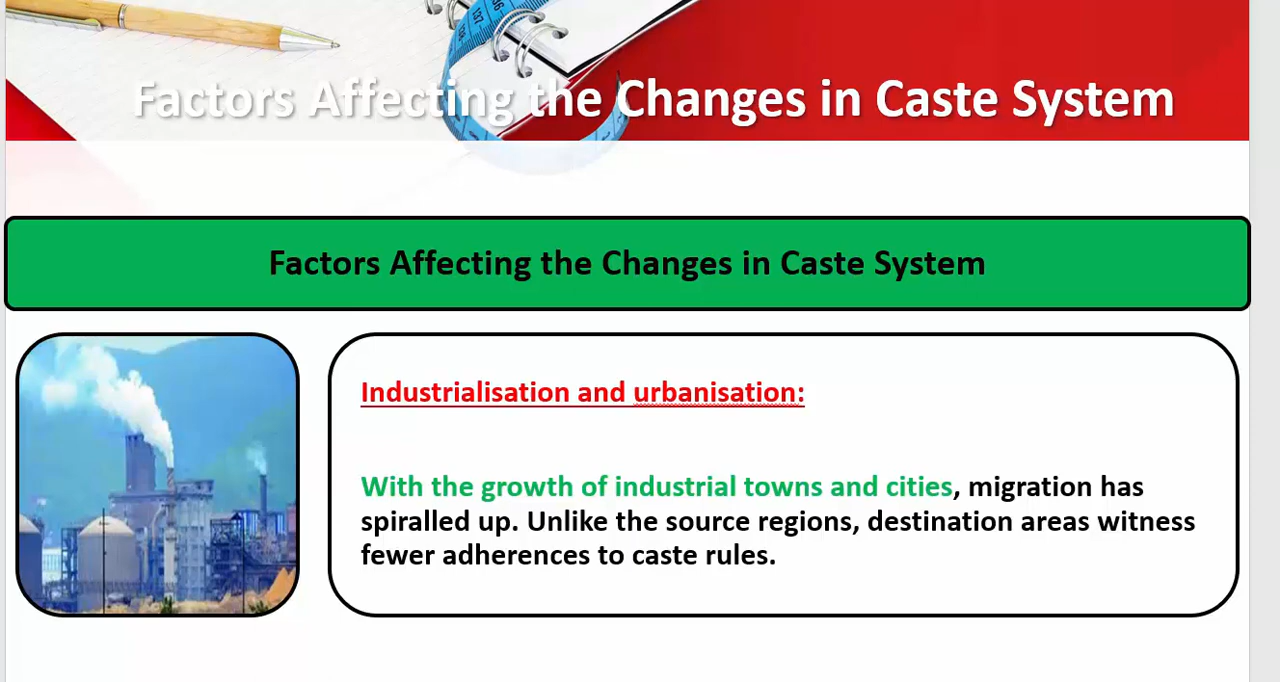 Factors Affecting the Changes in Caste System
Factors Affecting the Changes in Caste System
Industrialisation and urbanisation:
With the growth of industrial towns and cities, migration has
spiralled up. Unlike the source regions, destination areas witness
fewer adherences to caste rules.